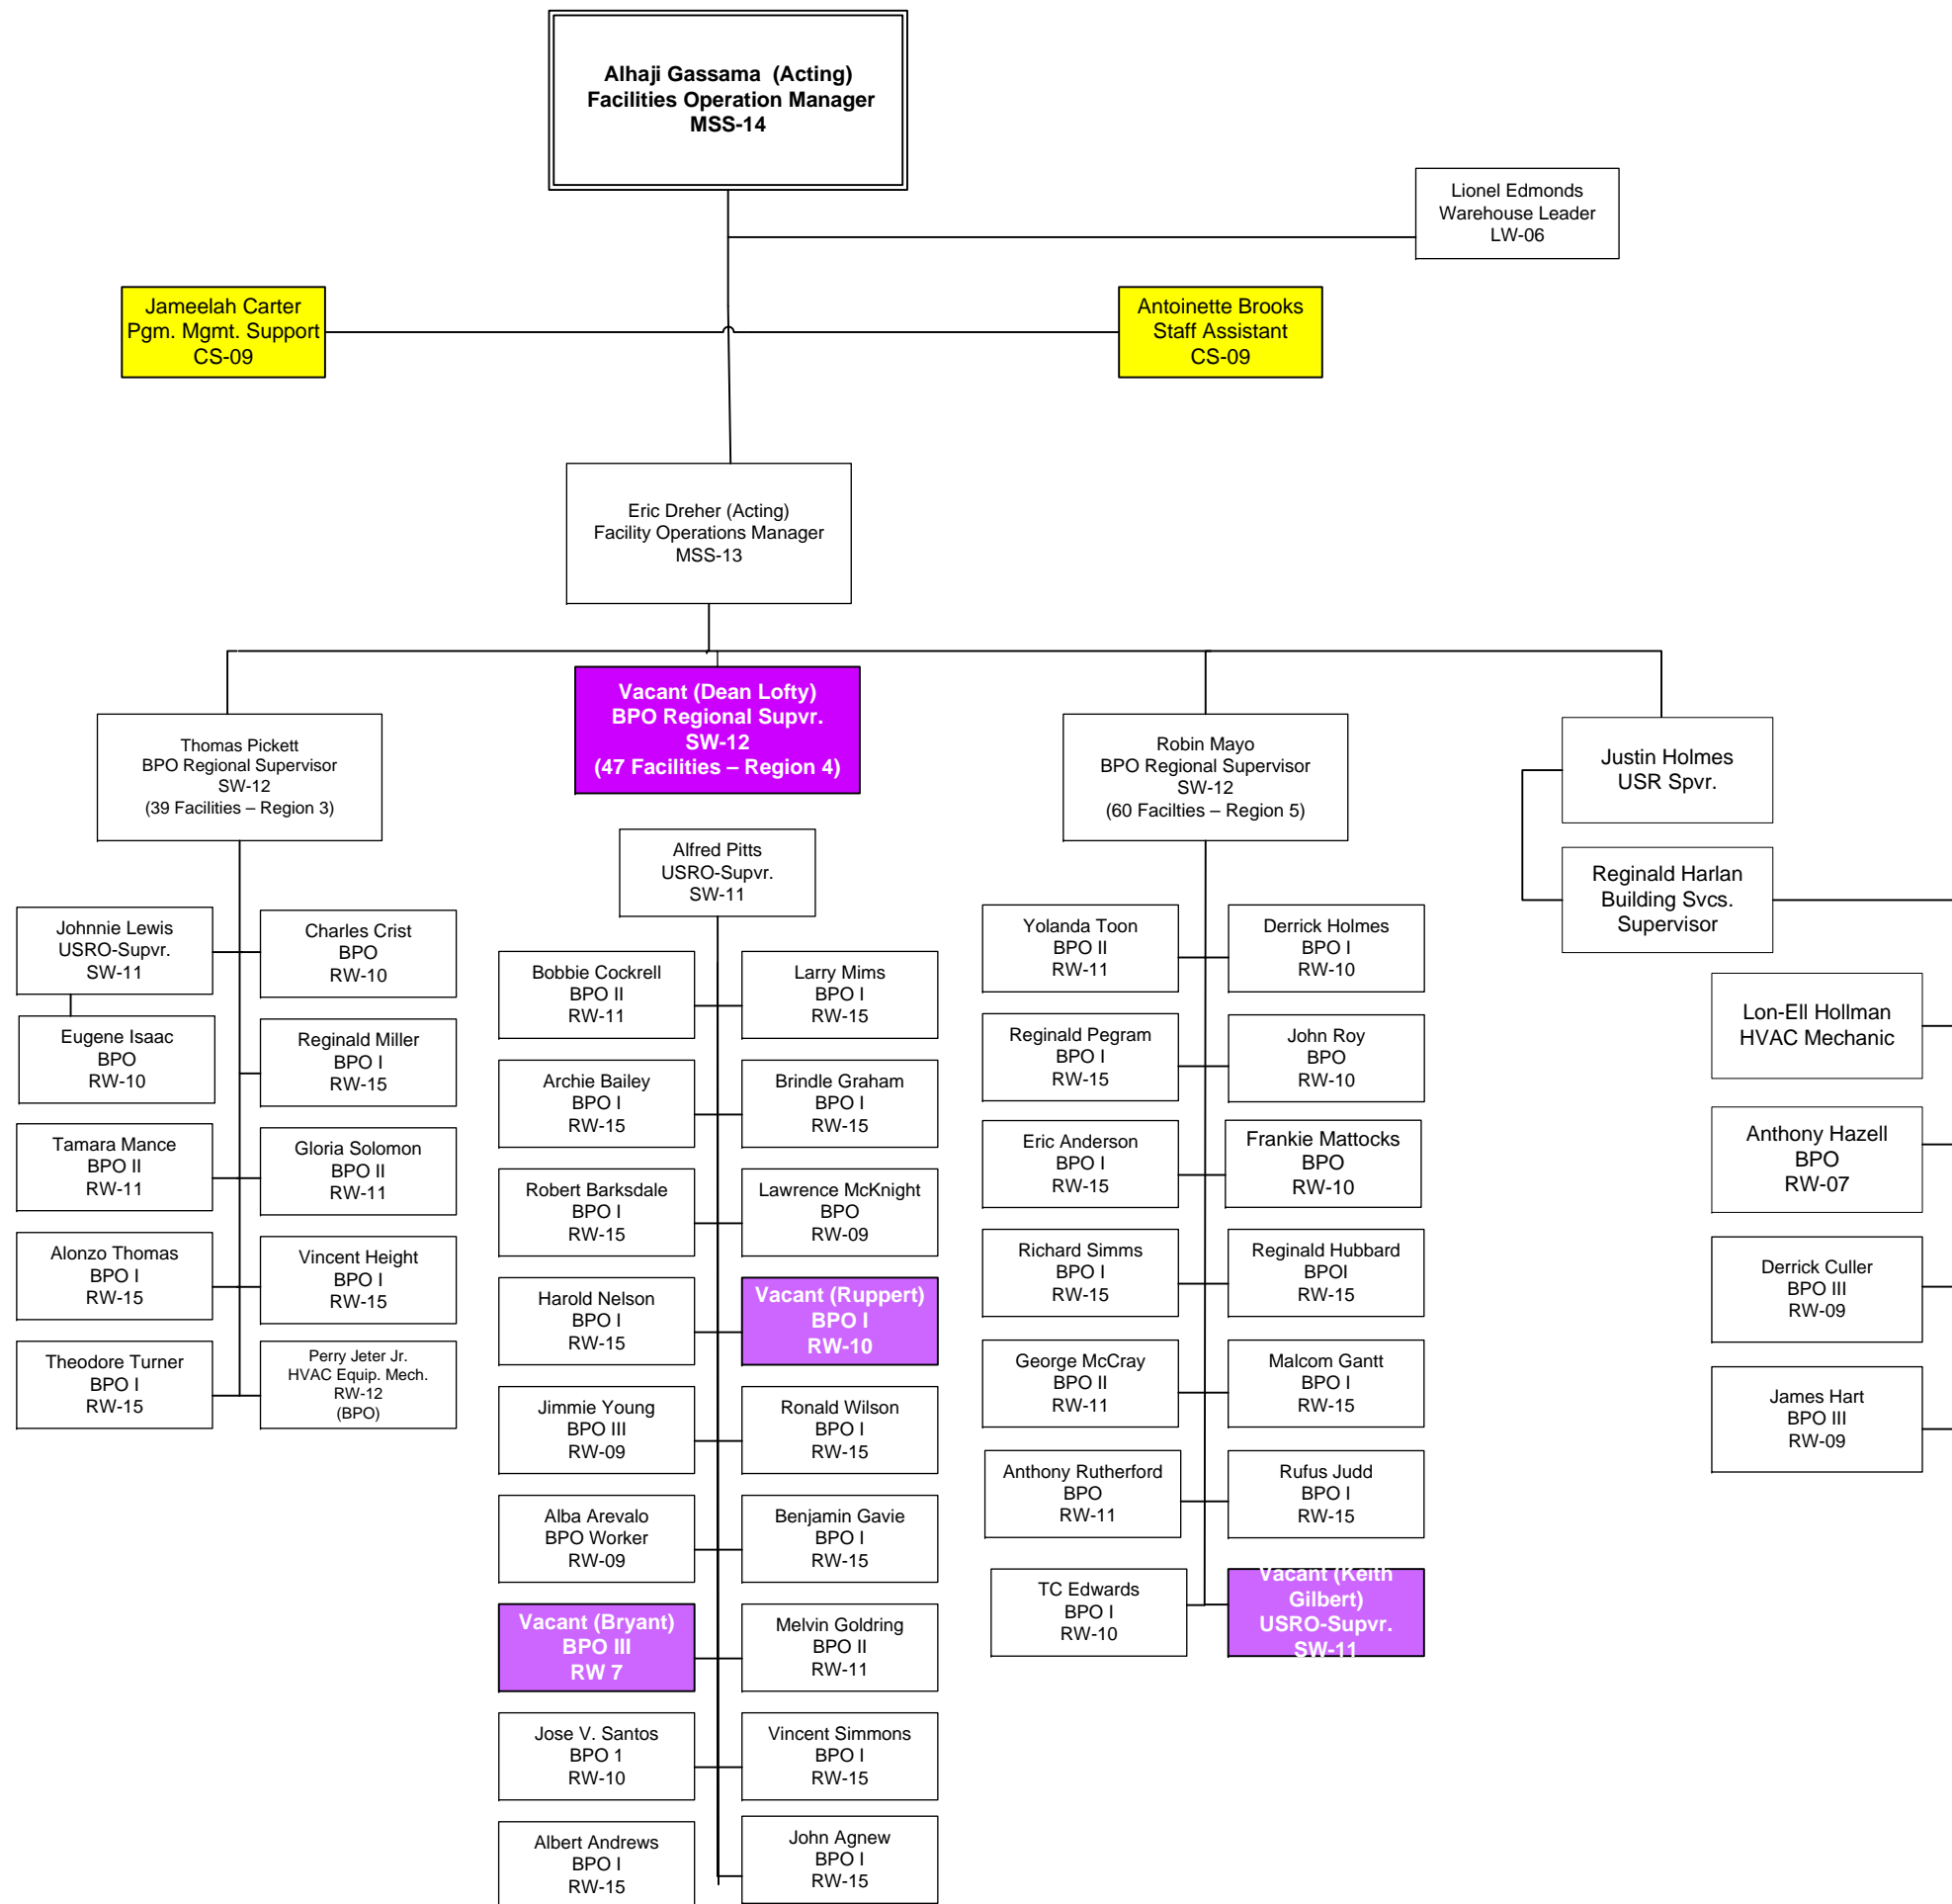 Alhaji Gassama (Acting)
Facilities Operation Manager
MSS-14
Lionel Edmonds
Warehouse Leader
LW-06
Jameelah Carter
Pgm. Mgmt. Support
CS-09
Antoinette Brooks
Staff Assistant
CS-09
Eric Dreher (Acting)
Facility Operations Manager
MSS-13
Thomas Pickett
BPO Regional Supervisor
SW-12
(39 Facilities – Region 3)
Vacant (Dean Lofty)
BPO Regional Supvr.
SW-12
(47 Facilities – Region 4)
Robin Mayo
BPO Regional Supervisor
SW-12
(60 Facilties – Region 5)
Justin Holmes
USR Spvr.
Reginald Harlan
Building Svcs.
Supervisor
Johnnie Lewis
USRO-Supvr.
SW-11
Charles Crist
BPO
RW-10
Eugene Isaac
BPO
RW-10
Reginald Miller
BPO I
RW-15
Tamara Mance
BPO II
RW-11
Gloria Solomon
BPO II
RW-11
Alonzo Thomas
BPO I
RW-15
Vincent Height
BPO I
RW-15
Theodore Turner
BPO I
RW-15
Perry Jeter Jr.
HVAC Equip. Mech.
RW-12
(BPO)
Alfred Pitts
USRO-Supvr.
SW-11
Bobbie Cockrell
BPO II
RW-11
Larry Mims
BPO I
RW-15
Archie Bailey
BPO I
RW-15
Brindle Graham
BPO I
RW-15
Robert Barksdale
BPO I
RW-15
Lawrence McKnight
BPO
RW-09
Harold Nelson
BPO I
RW-15
Vacant (Ruppert)
BPO I
RW-10
Jimmie Young
BPO III
RW-09
Ronald Wilson
BPO I
RW-15
Alba Arevalo
BPO Worker
RW-09
Benjamin Gavie
BPO I
RW-15
Vacant (Bryant)
BPO III
RW 7
Melvin Goldring
BPO II
RW-11
Jose V. Santos
BPO 1
RW-10
Vincent Simmons
BPO I
RW-15
Albert Andrews
BPO I
RW-15
John Agnew
BPO I
RW-15
Yolanda Toon
BPO II
RW-11
Derrick Holmes
BPO I
RW-10
Reginald Pegram
BPO I
RW-15
John Roy
BPO
RW-10
Eric Anderson
BPO I
RW-15
Frankie Mattocks
BPO
RW-10
Richard Simms
BPO I
RW-15
Reginald Hubbard
BPOI
RW-15
George McCray
BPO II
RW-11
Malcom Gantt
BPO I
RW-15
Anthony Rutherford
BPO
RW-11
Rufus Judd
BPO I
RW-15
TC Edwards
BPO I
RW-10
Vacant (Keith
Gilbert)
USRO-Supvr.
SW-11
Lon-Ell Hollman
HVAC Mechanic
Anthony Hazell
BPO
RW-07
Derrick Culler
BPO III
RW-09
James Hart
BPO III
RW-09